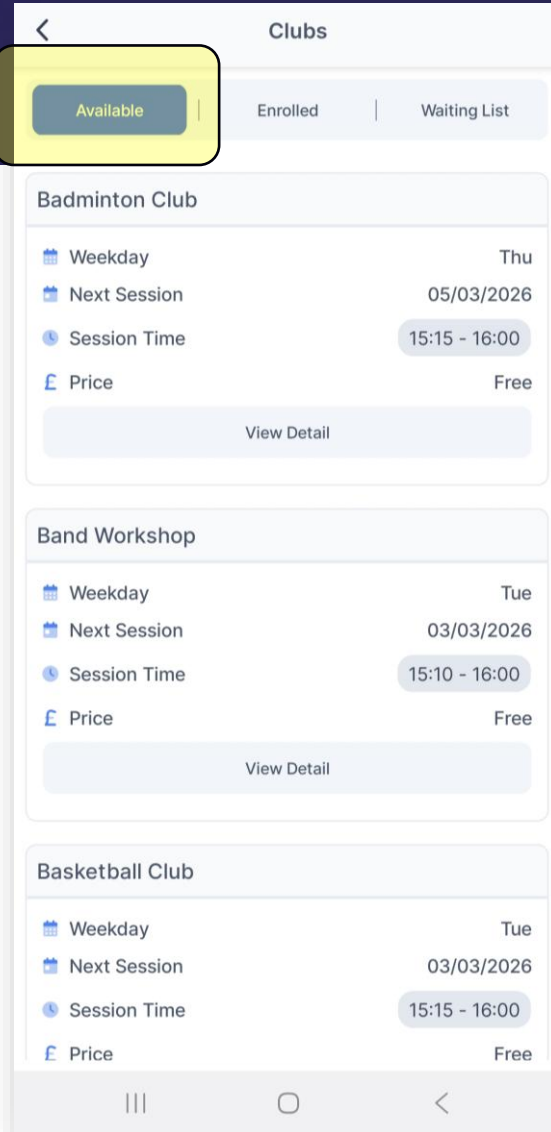 Clubs
Available | Enrolled | Waiting List
Badminton Club
Weekday Thu
Next Session 05/03/2026
Session Time 15:15 - 16:00
£ Price Free
View Detail
Band Workshop
Weekday Tue
Next Session 03/03/2026
Session Time 15:10 - 16:00
£ Price Free
View Detail
Basketball Club
Weekday Tue
Next Session 03/03/2026
Session Time 15:15 - 16:00
£ Price Free